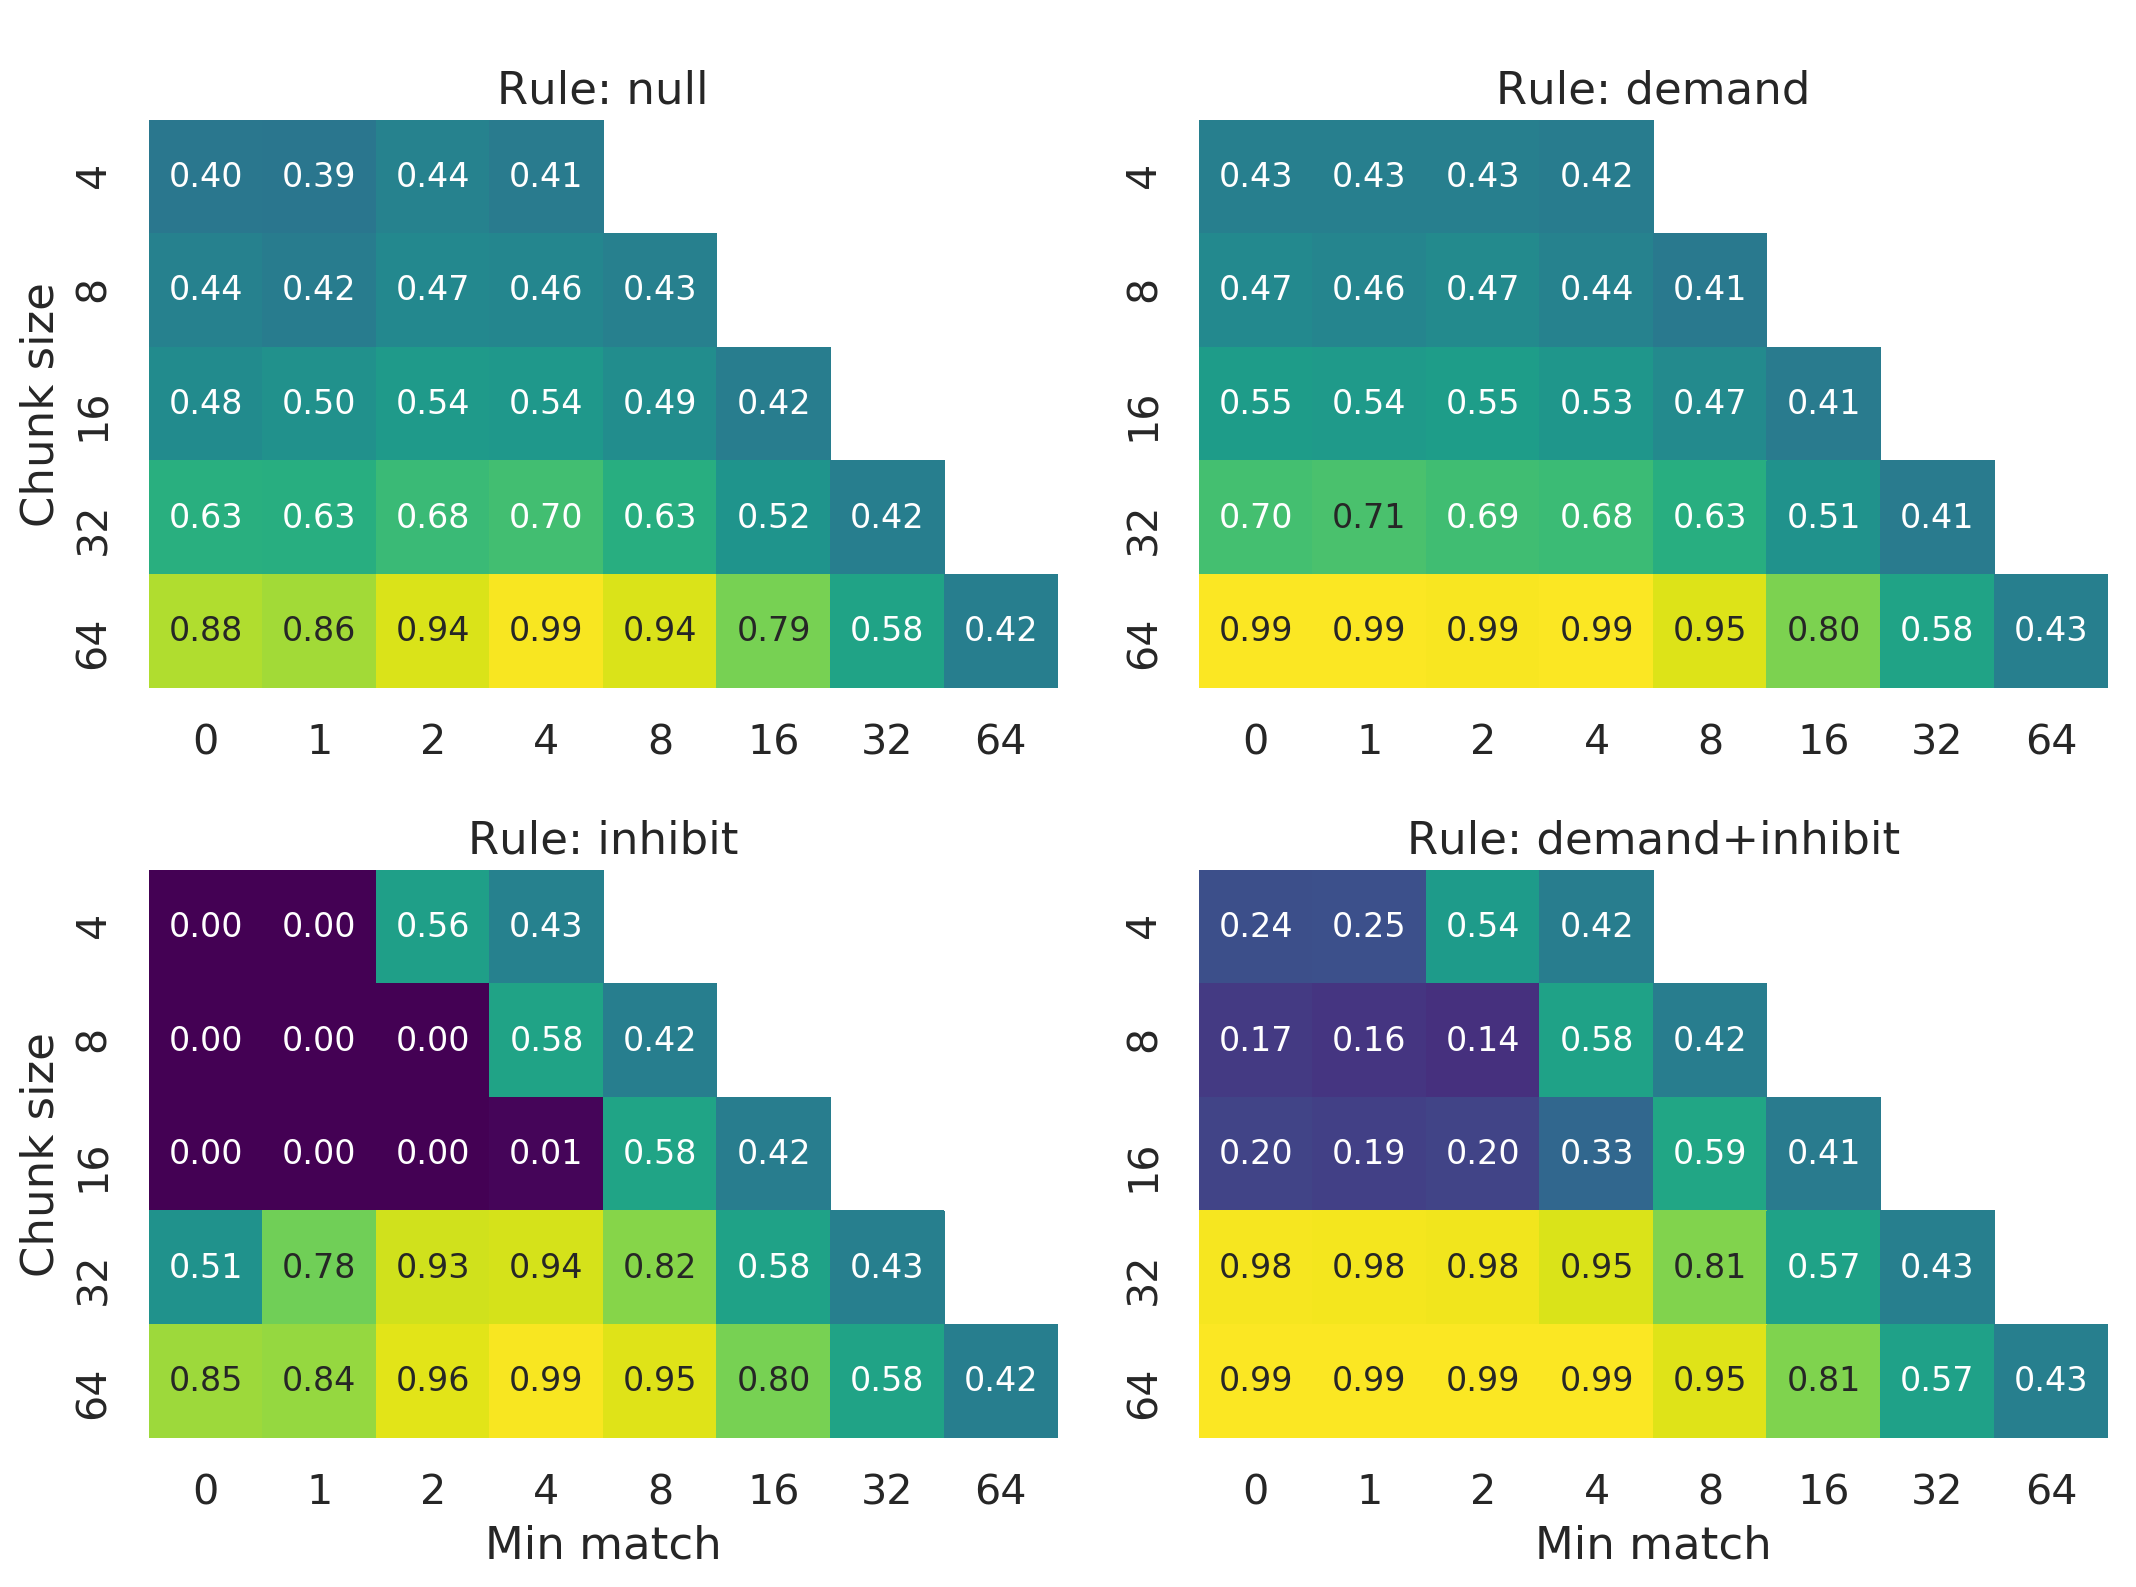 Rule: null
4 0.40 0.39 0.44 0.41
8 0.44 0.42 0.47 0.46 0.43
16 0.48 0.50 0.54 0.54 0.49 0.42
32 0.63 0.63 0.68 0.70 0.63 0.52 0.42
64 0.88 0.86 0.94 0.99 0.94 0.79 0.58 0.42
Chunk size
0 1 2 4 8 16 32 64
Rule: demand
4 0.43 0.43 0.43 0.42
8 0.47 0.46 0.47 0.44 0.41
16 0.55 0.54 0.55 0.53 0.47 0.41
32 0.70 0.71 0.69 0.68 0.63 0.51 0.41
64 0.99 0.99 0.99 0.99 0.95 0.80 0.58 0.43
0 1 2 4 8 16 32 64
Rule: inhibit
4 0.00 0.00 0.56 0.43
8 0.00 0.00 0.00 0.58 0.42
16 0.00 0.00 0.00 0.01 0.58 0.42
32 0.51 0.78 0.93 0.94 0.82 0.58 0.43
64 0.85 0.84 0.96 0.99 0.95 0.80 0.58 0.42
Chunk size
0 1 2 4 8 16 32 64
Min match
Rule: demand+inhibit
4 0.24 0.25 0.54 0.42
8 0.17 0.16 0.14 0.58 0.42
16 0.20 0.19 0.20 0.33 0.59 0.41
32 0.98 0.98 0.98 0.95 0.81 0.57 0.43
64 0.99 0.99 0.99 0.99 0.95 0.81 0.57 0.43
0 1 2 4 8 16 32 64
Min match